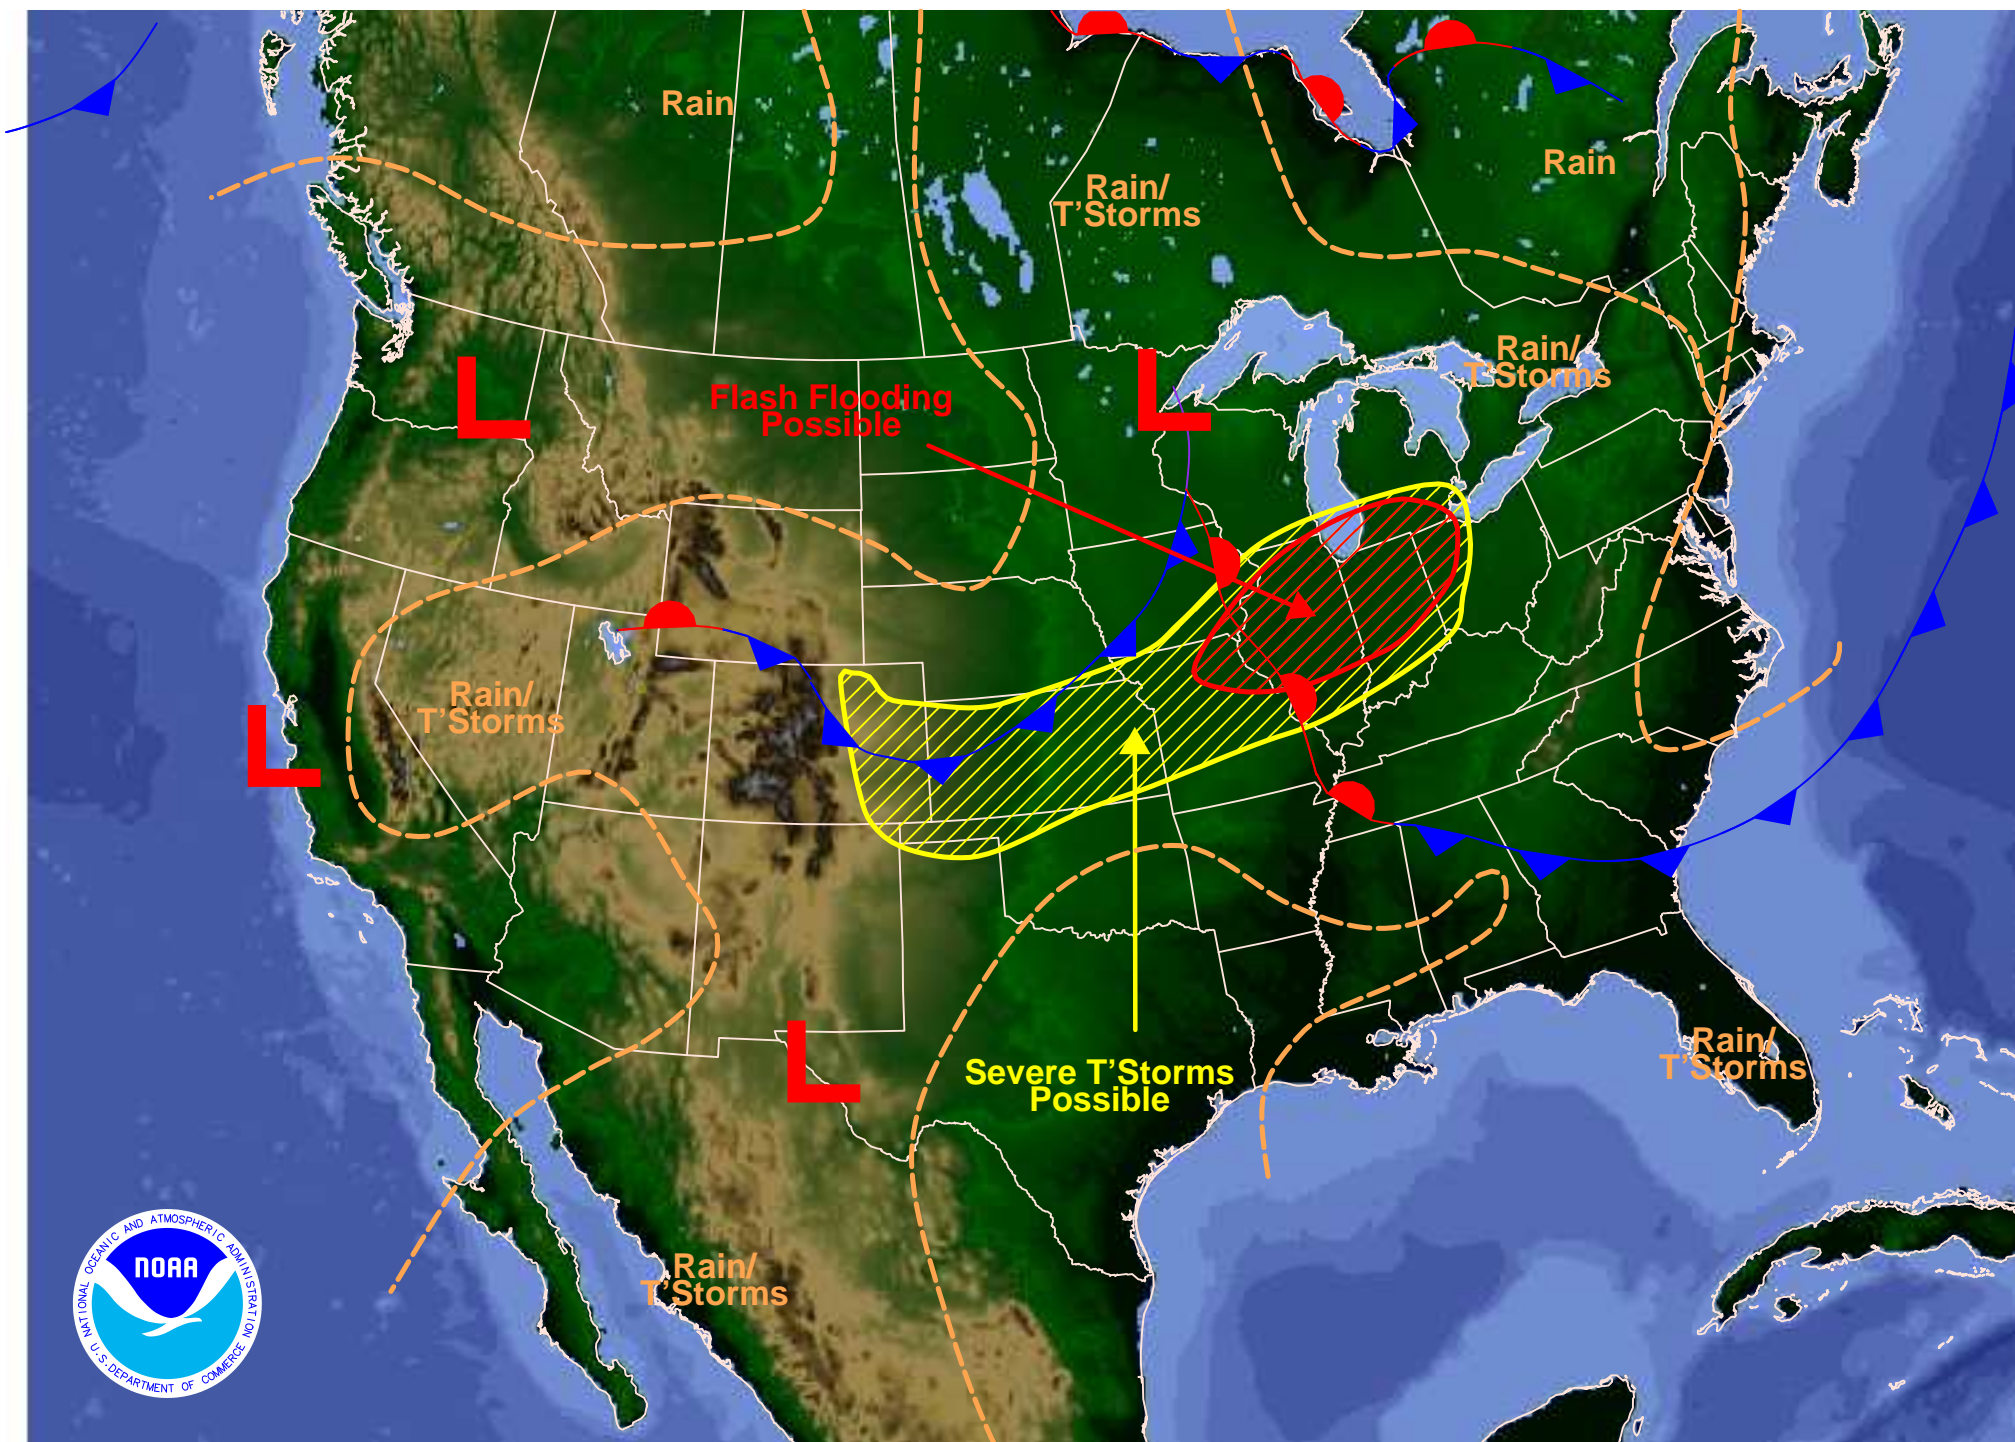 Rain
Rain
Rain/
T'Storms
Rain/
T'Storms
L
L
Flash Flooding
Possible
Rain/
T'Storms
L
L
Severe T'Storms
Possible
Rain/
T'Storms
Rain/
T'Storms
NATIONAL OCEANIC AND ATMOSPHERIC ADMINISTRATION
NOAA
U.S. DEPARTMENT OF COMMERCE